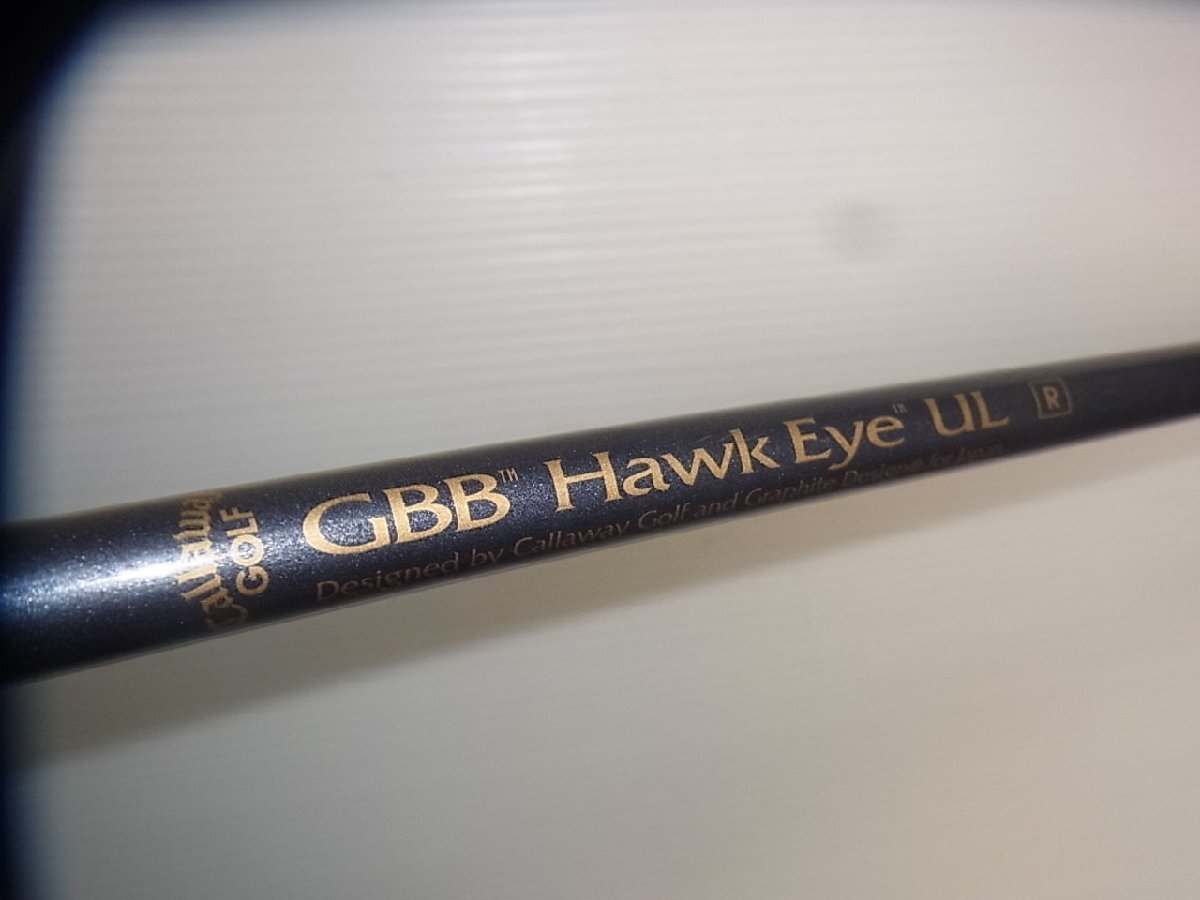 Callaway
GOLF
GBB™ Hawk Eye™ UL R
Designed by Callaway Golf and Graphite Design® for Japan